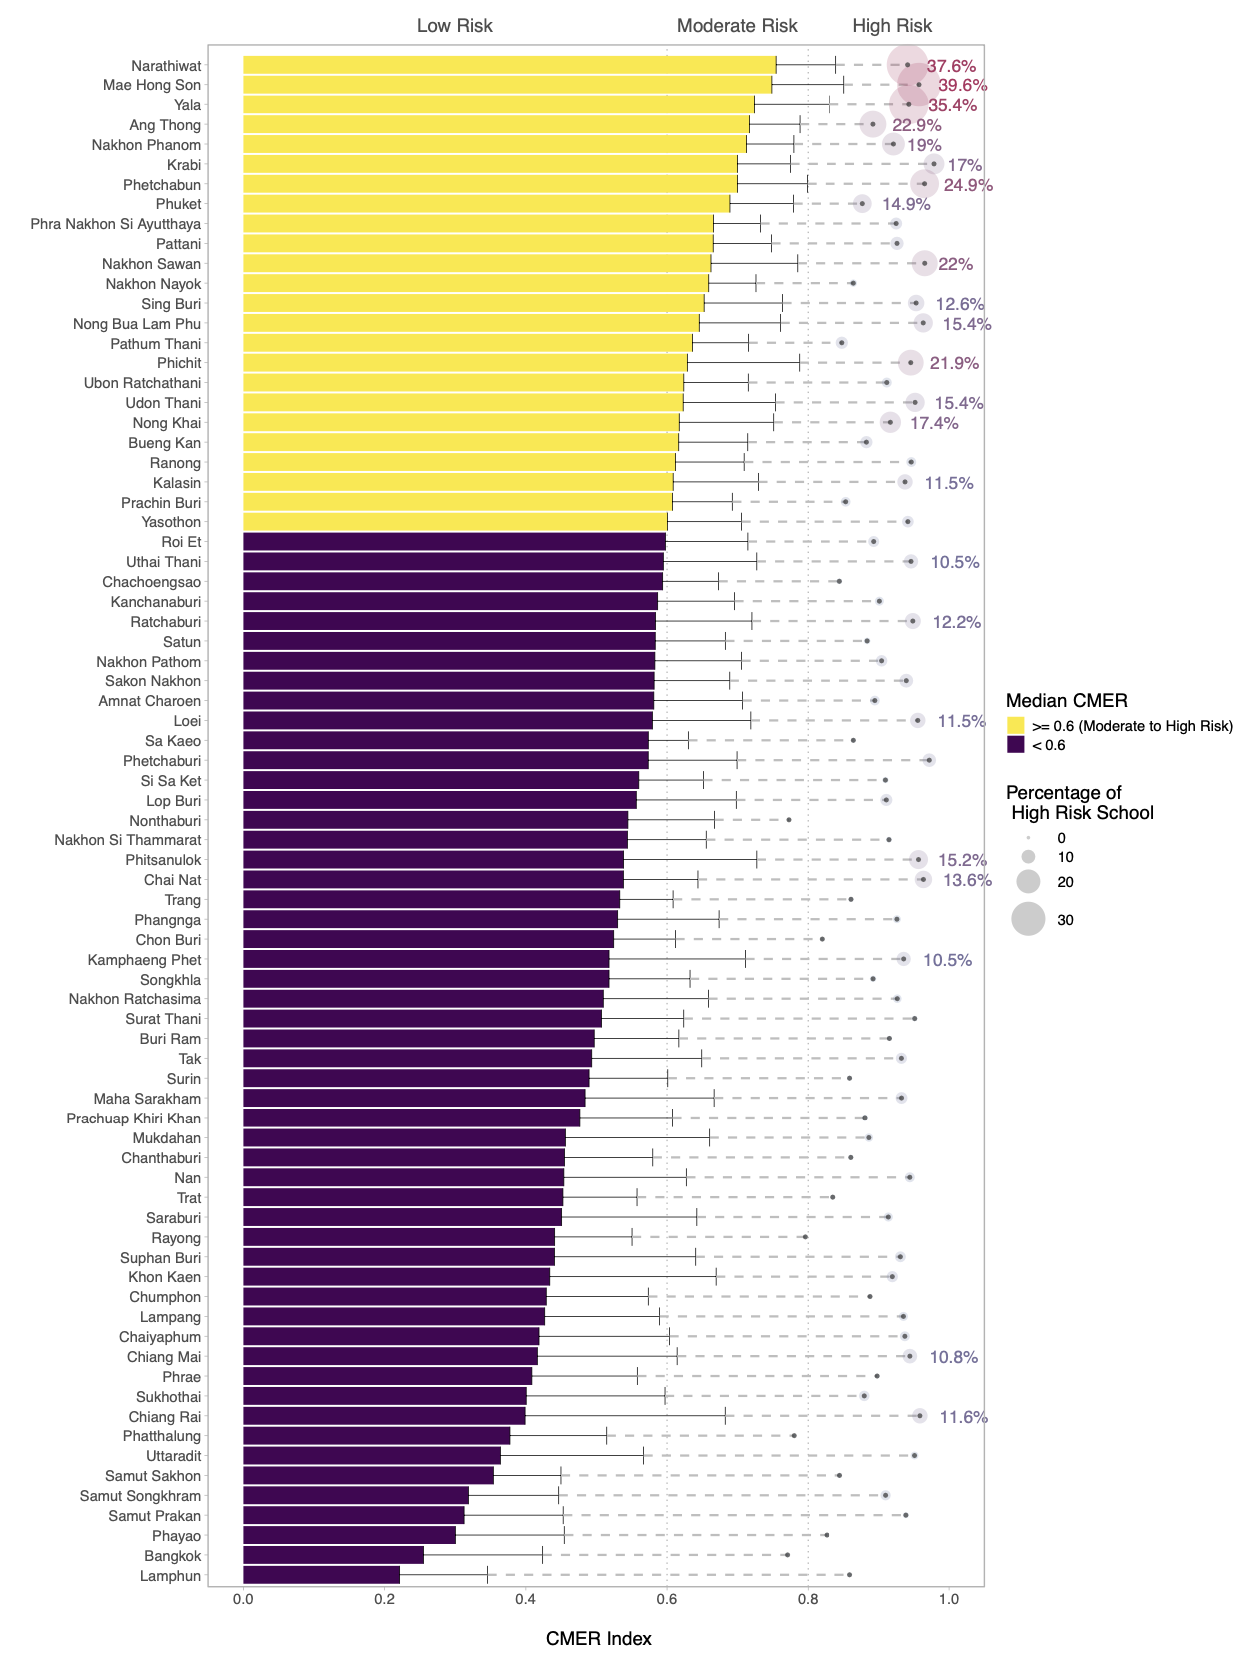 Low Risk Moderate Risk High Risk
Narathiwat 37.6%
Mae Hong Son 39.6%
Yala 35.4%
Ang Thong 22.9%
Nakhon Phanom 19%
Krabi 17%
Phetchabun 24.9%
Phuket 14.9%
Phra Nakhon Si Ayutthaya
Pattani
Nakhon Sawan 22%
Nakhon Nayok
Sing Buri 12.6%
Nong Bua Lam Phu 15.4%
Pathum Thani
Phichit 21.9%
Ubon Ratchathani
Udon Thani 15.4%
Nong Khai 17.4%
Bueng Kan
Ranong
Kalasin 11.5%
Prachin Buri
Yasothon
Roi Et
Uthai Thani 10.5%
Chachoengsao
Kanchanaburi
Ratchaburi 12.2%
Satun
Nakhon Pathom
Sakon Nakhon
Amnat Charoen
Loei 11.5%
Sa Kaeo
Phetchaburi
Si Sa Ket
Lop Buri
Nonthaburi
Nakhon Si Thammarat
Phitsanulok 15.2%
Chai Nat 13.6%
Trang
Phangnga
Chon Buri
Kamphaeng Phet 10.5%
Songkhla
Nakhon Ratchasima
Surat Thani
Buri Ram
Tak
Surin
Maha Sarakham
Prachuap Khiri Khan
Mukdahan
Chanthaburi
Nan
Trat
Saraburi
Rayong
Suphan Buri
Khon Kaen
Chumphon
Lampang
Chaiyaphum
Chiang Mai 10.8%
Phrae
Sukhothai
Chiang Rai 11.6%
Phatthalung
Uttaradit
Samut Sakhon
Samut Songkhram
Samut Prakan
Phayao
Bangkok
Lamphun
0.0 0.2 0.4 0.6 0.8 1.0
CMER Index
Median CMER
>= 0.6 (Moderate to High Risk)
< 0.6
Percentage of
High Risk School
0
10
20
30